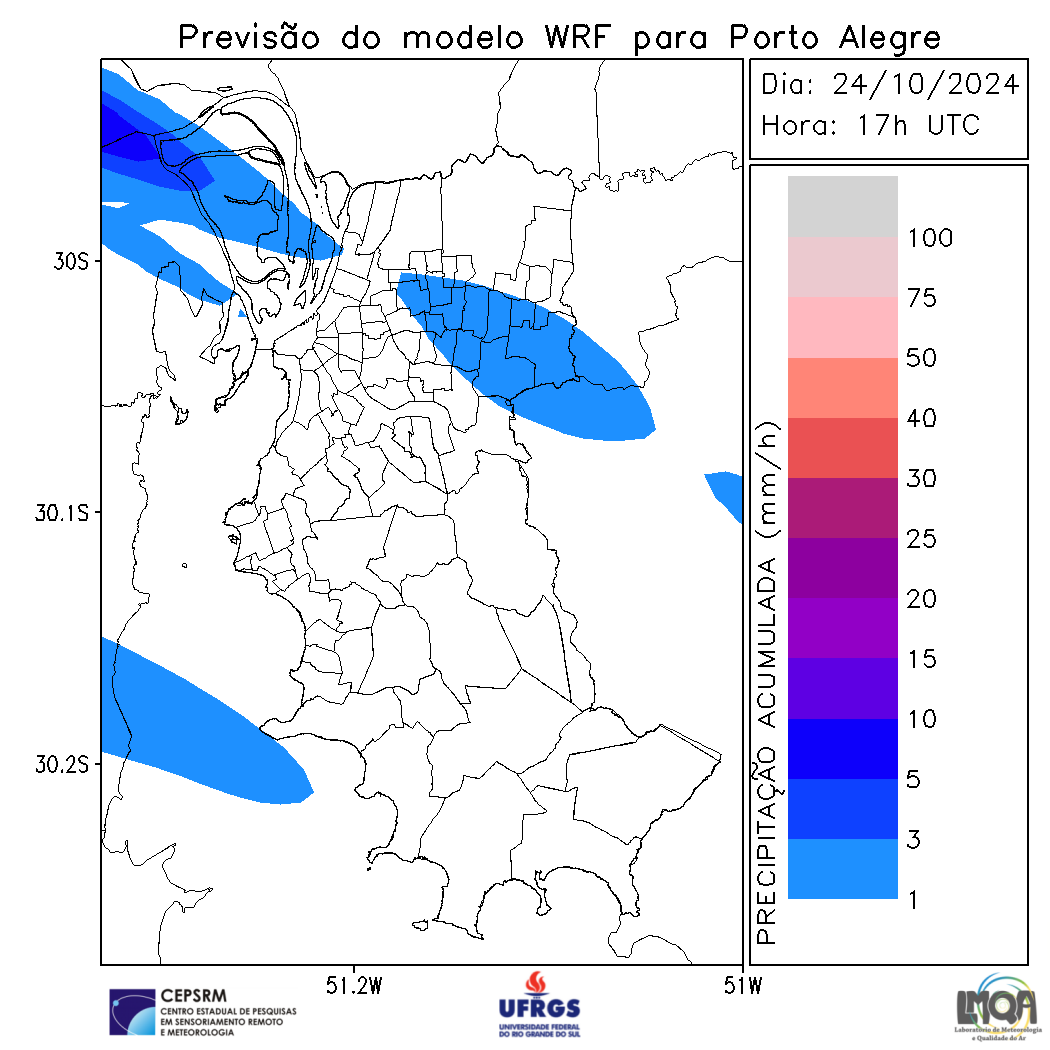 Previsão do modelo WRF para Porto Alegre
Dia: 24/10/2024
Hora: 17h UTC
30S
30.1S
30.2S
51.2W
51W
PRECIPITAÇÃO ACUMULADA (mm/h)
100
75
50
40
30
25
20
15
10
5
3
1
CEPSRM
CENTRO ESTADUAL DE PESQUISAS
EM SENSORIAMENTO REMOTO
E METEOROLOGIA
UFRGS
UNIVERSIDADE FEDERAL
DO RIO GRANDE DO SUL
LMQA
Laboratório de Meteorologia
e Qualidade do Ar